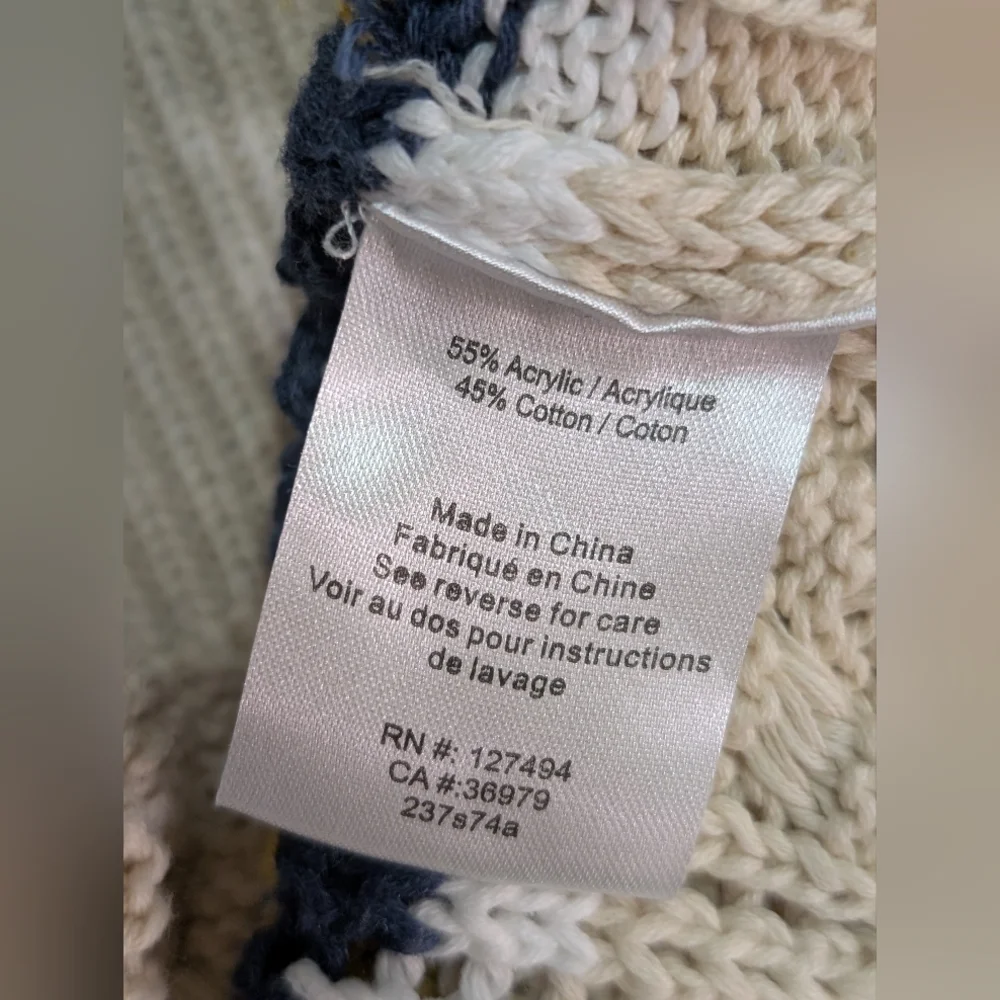 55% Acrylic / Acrylique
45% Cotton / Coton
Made in China
Fabriqué en Chine
See reverse for care
Voir au dos pour instructions
de lavage
RN #: 127494
CA #:36979
237s74a